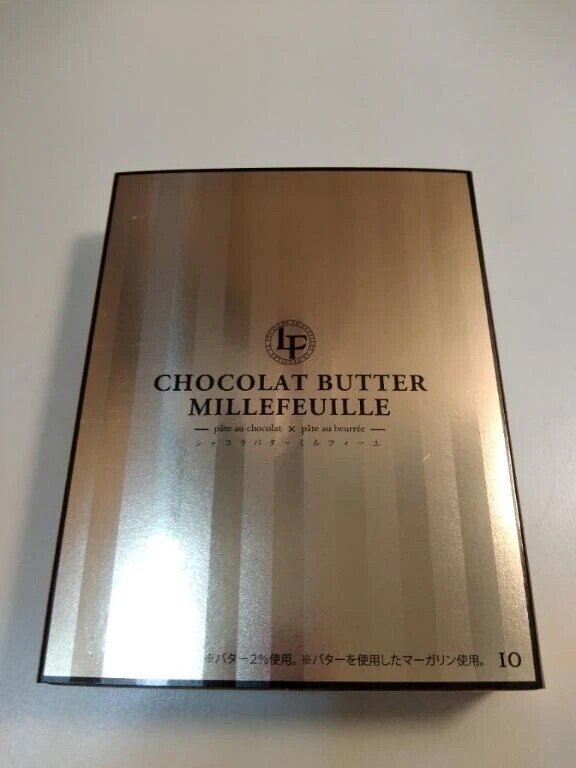 LF
CHOCOLAT BUTTER
MILLEFEUILLE
pâte au chocolat × pâte au beurrée
ショコラバターミルフィーユ
※バター2%使用。※バターを使用したマーガリン使用。 10